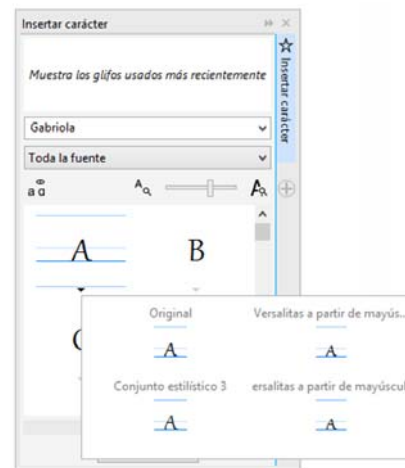 Insertar carácter
Insertar carácter
Muestra los glifos usados más recientemente
Gabriola
Toda la fuente
A B
Original Versalitas a partir de mayús...
A A
Conjunto estilístico 3 ersalitas a partir de mayúscul
A A